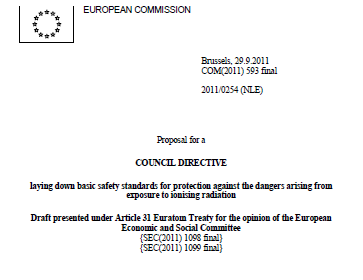 EUROPEAN COMMISSION
Brussels, 29.9.2011
COM(2011) 593 final
2011/0254 (NLE)
Proposal for a
COUNCIL DIRECTIVE
laying down basic safety standards for protection against the dangers arising from
exposure to ionising radiation
Draft presented under Article 31 Euratom Treaty for the opinion of the European
Economic and Social Committee
{SEC(2011) 1098 final}
{SEC(2011) 1099 final}